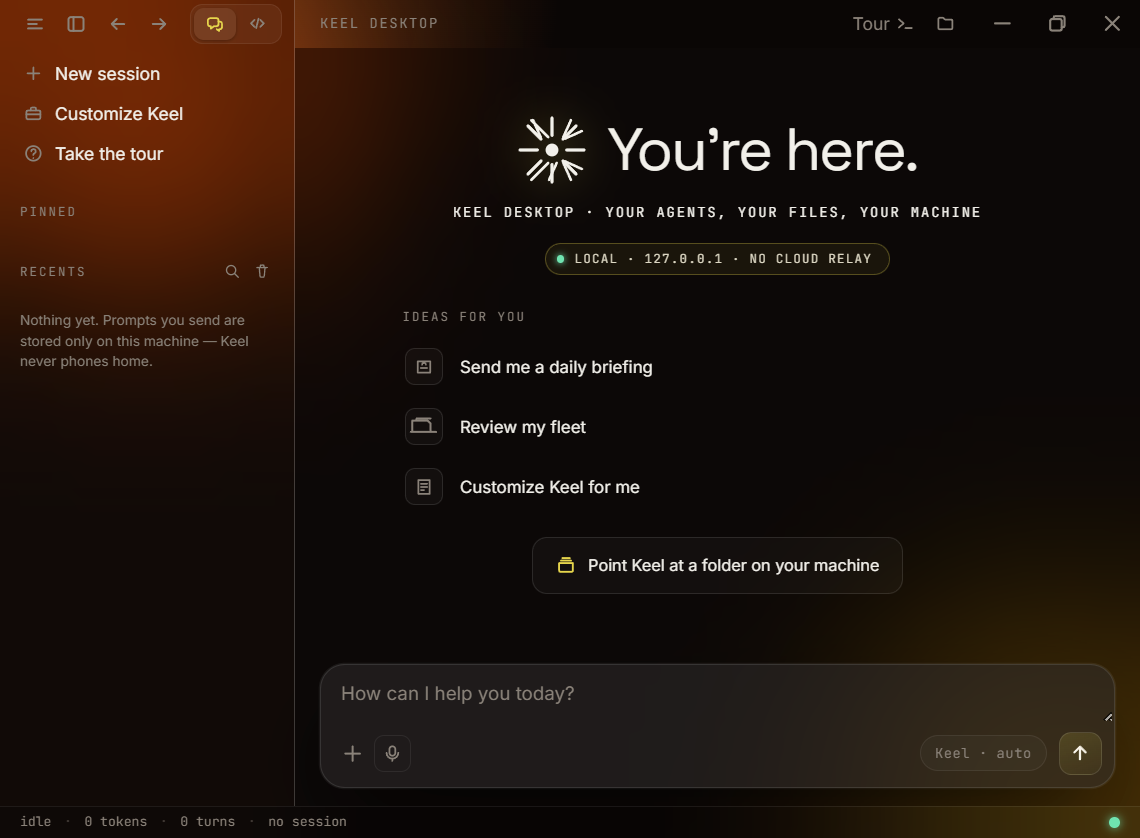 KEEL DESKTOP
Tour
New session
Customize Keel
Take the tour
PINNED
RECENTS
Nothing yet. Prompts you send are
stored only on this machine — Keel
never phones home.
You’re here.
KEEL DESKTOP · YOUR AGENTS, YOUR FILES, YOUR MACHINE
LOCAL · 127.0.0.1 · NO CLOUD RELAY
IDEAS FOR YOU
Send me a daily briefing
Review my fleet
Customize Keel for me
Point Keel at a folder on your machine
How can I help you today?
Keel · auto
idle · 0 tokens · 0 turns · no session